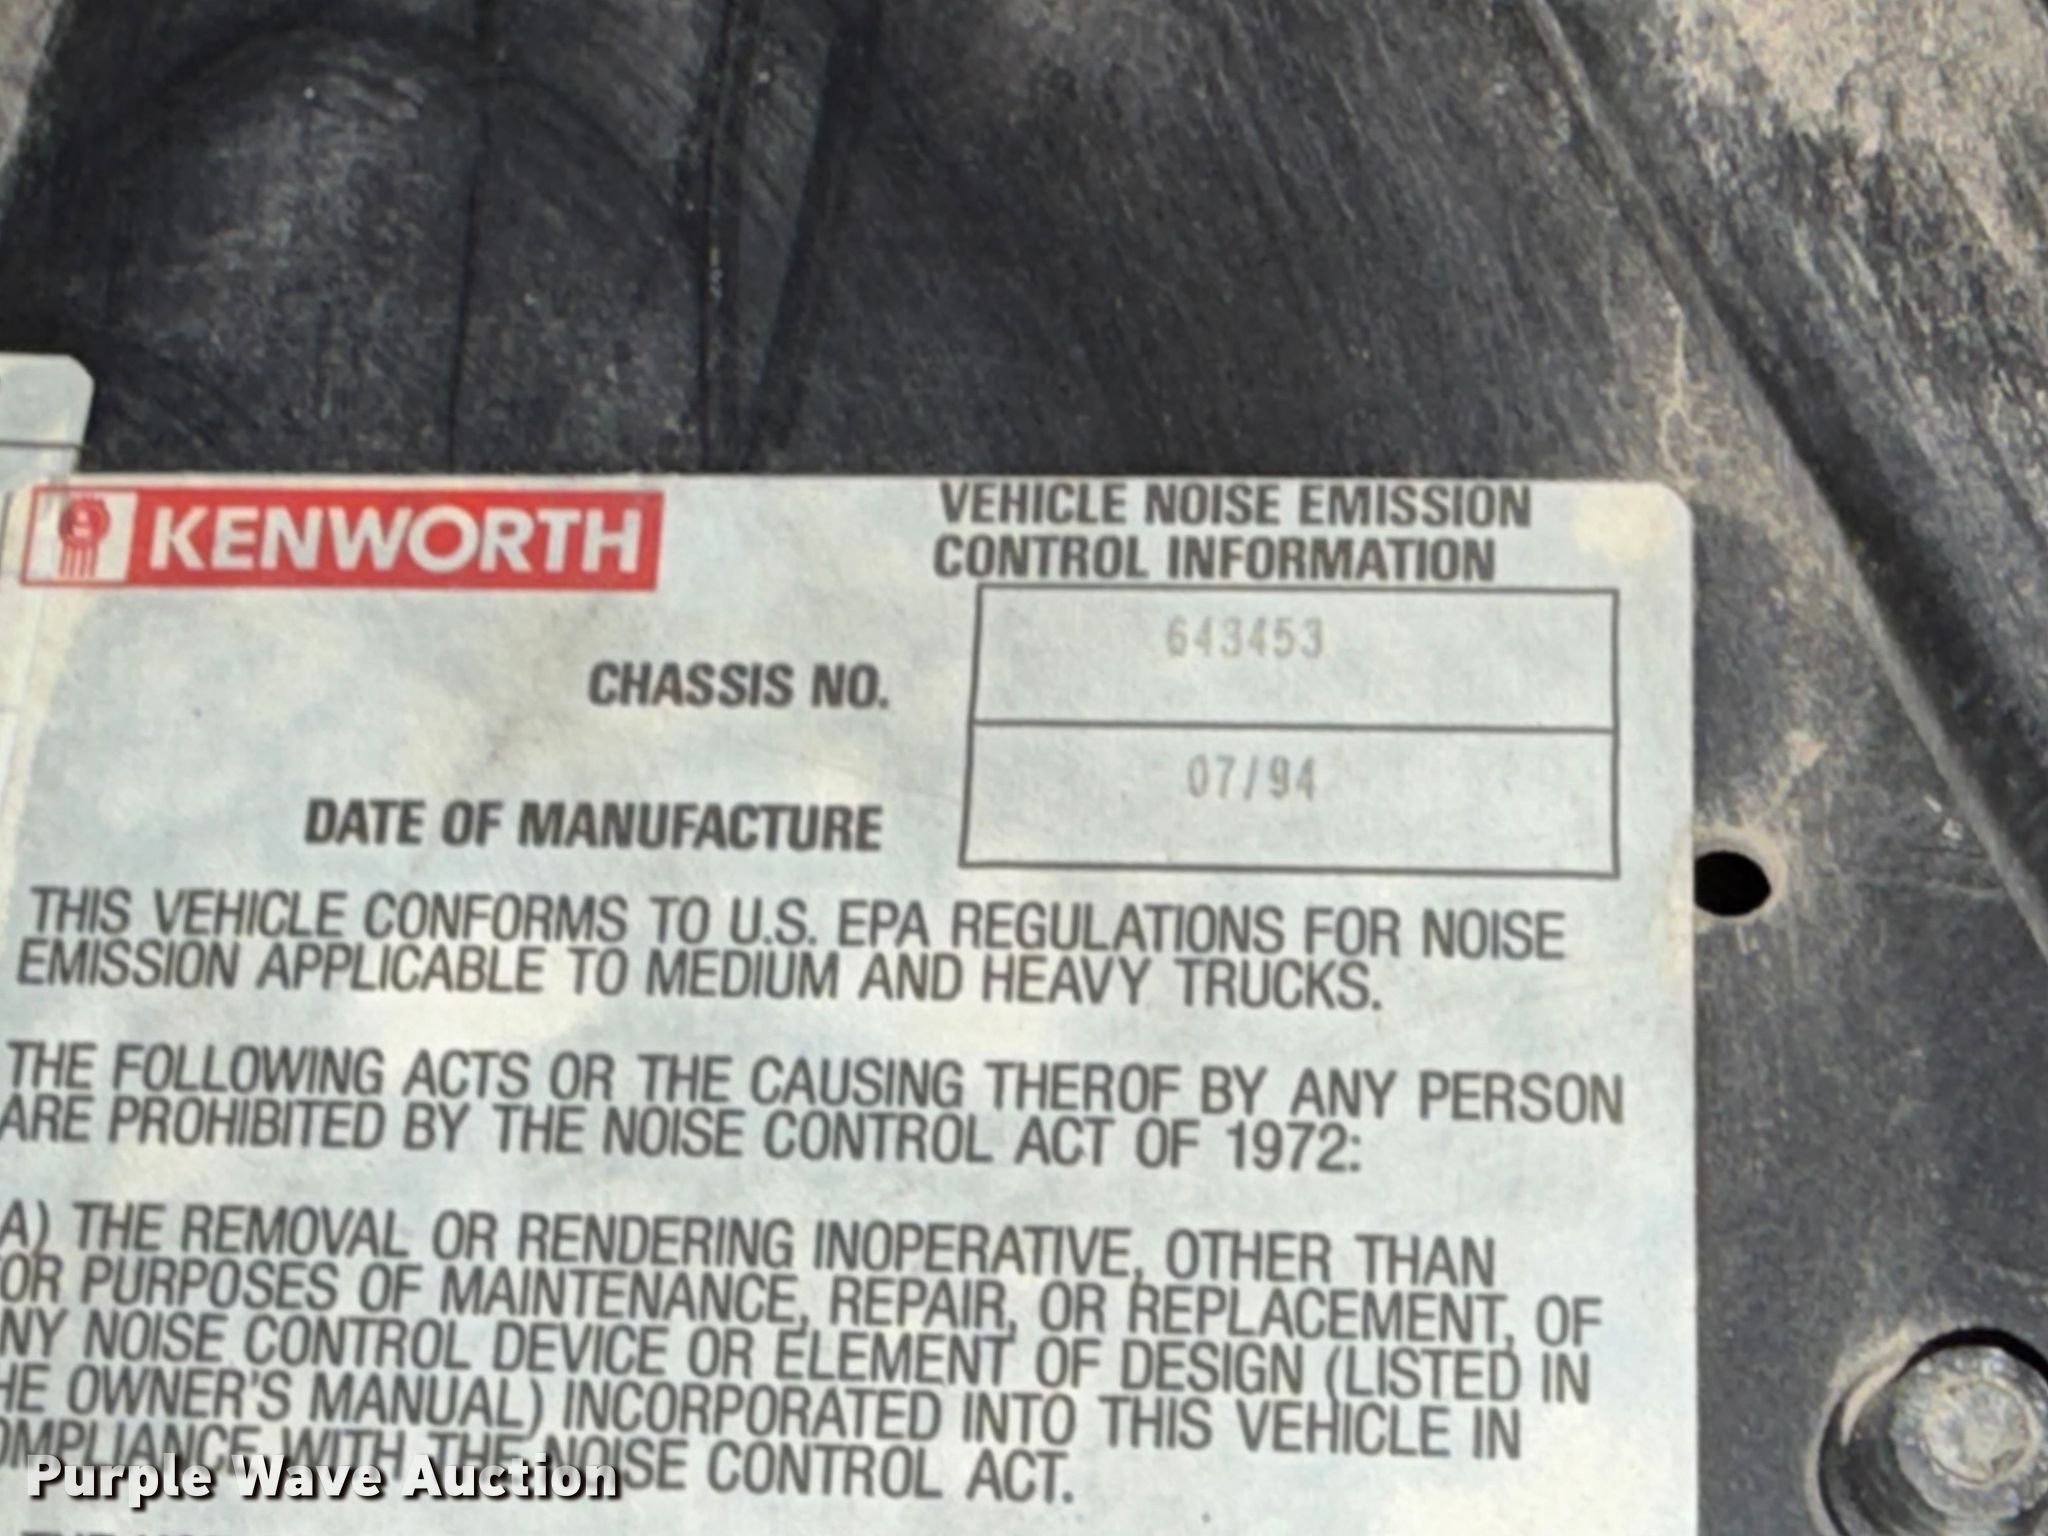 KENWORTH
VEHICLE NOISE EMISSION
CONTROL INFORMATION
CHASSIS NO.
643453
DATE OF MANUFACTURE
07/94
THIS VEHICLE CONFORMS TO U.S. EPA REGULATIONS FOR NOISE
EMISSION APPLICABLE TO MEDIUM AND HEAVY TRUCKS.
THE FOLLOWING ACTS OR THE CAUSING THEROF BY ANY PERSON
ARE PROHIBITED BY THE NOISE CONTROL ACT OF 1972:
A) THE REMOVAL OR RENDERING INOPERATIVE, OTHER THAN
OR PURPOSES OF MAINTENANCE, REPAIR, OR REPLACEMENT, OF
NY NOISE CONTROL DEVICE OR ELEMENT OF DESIGN (LISTED IN
HE OWNER'S MANUAL) INCORPORATED INTO THIS VEHICLE IN
OMPLIANCE WITH THE NOISE CONTROL ACT.
Purple Wave Auction